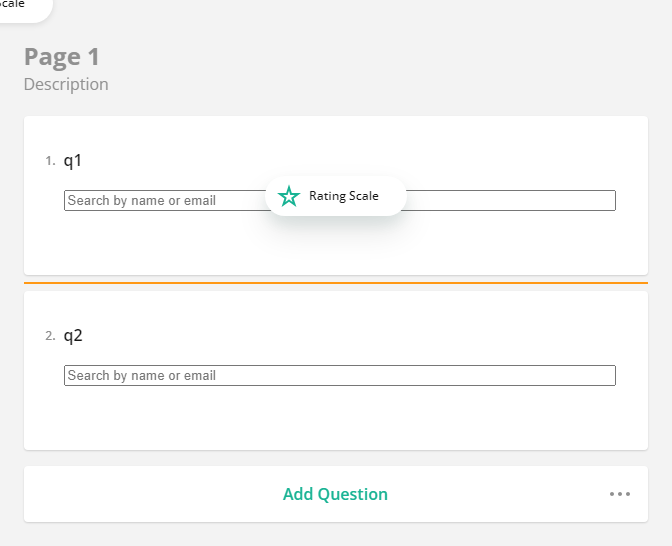 Scale
Page 1
Description
1. q1
Search by name or email
Rating Scale
2. q2
Search by name or email
Add Question